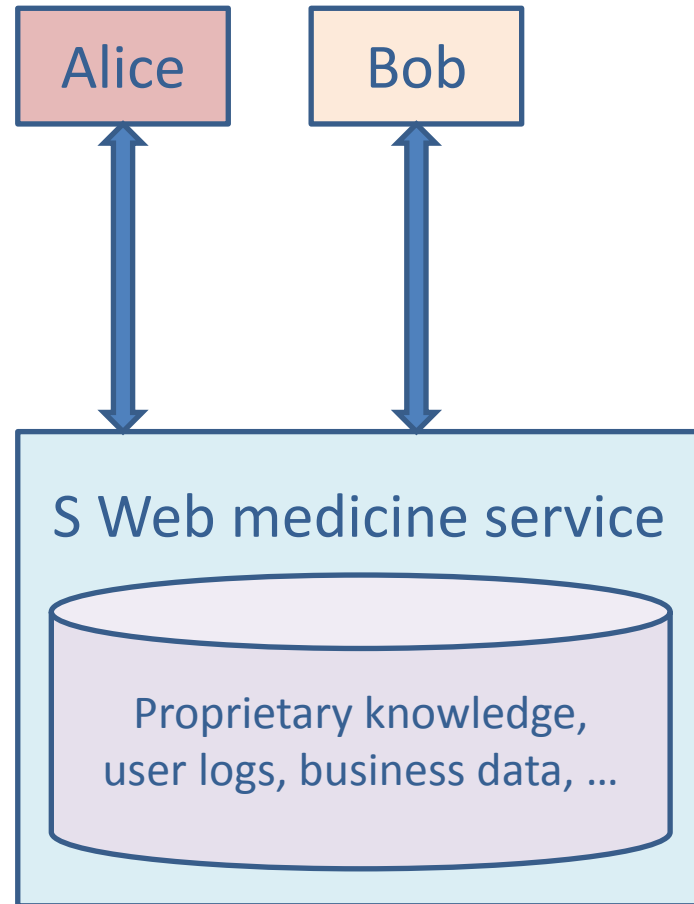 Alice
Bob
S Web medicine service
Proprietary knowledge,
user logs, business data, ...